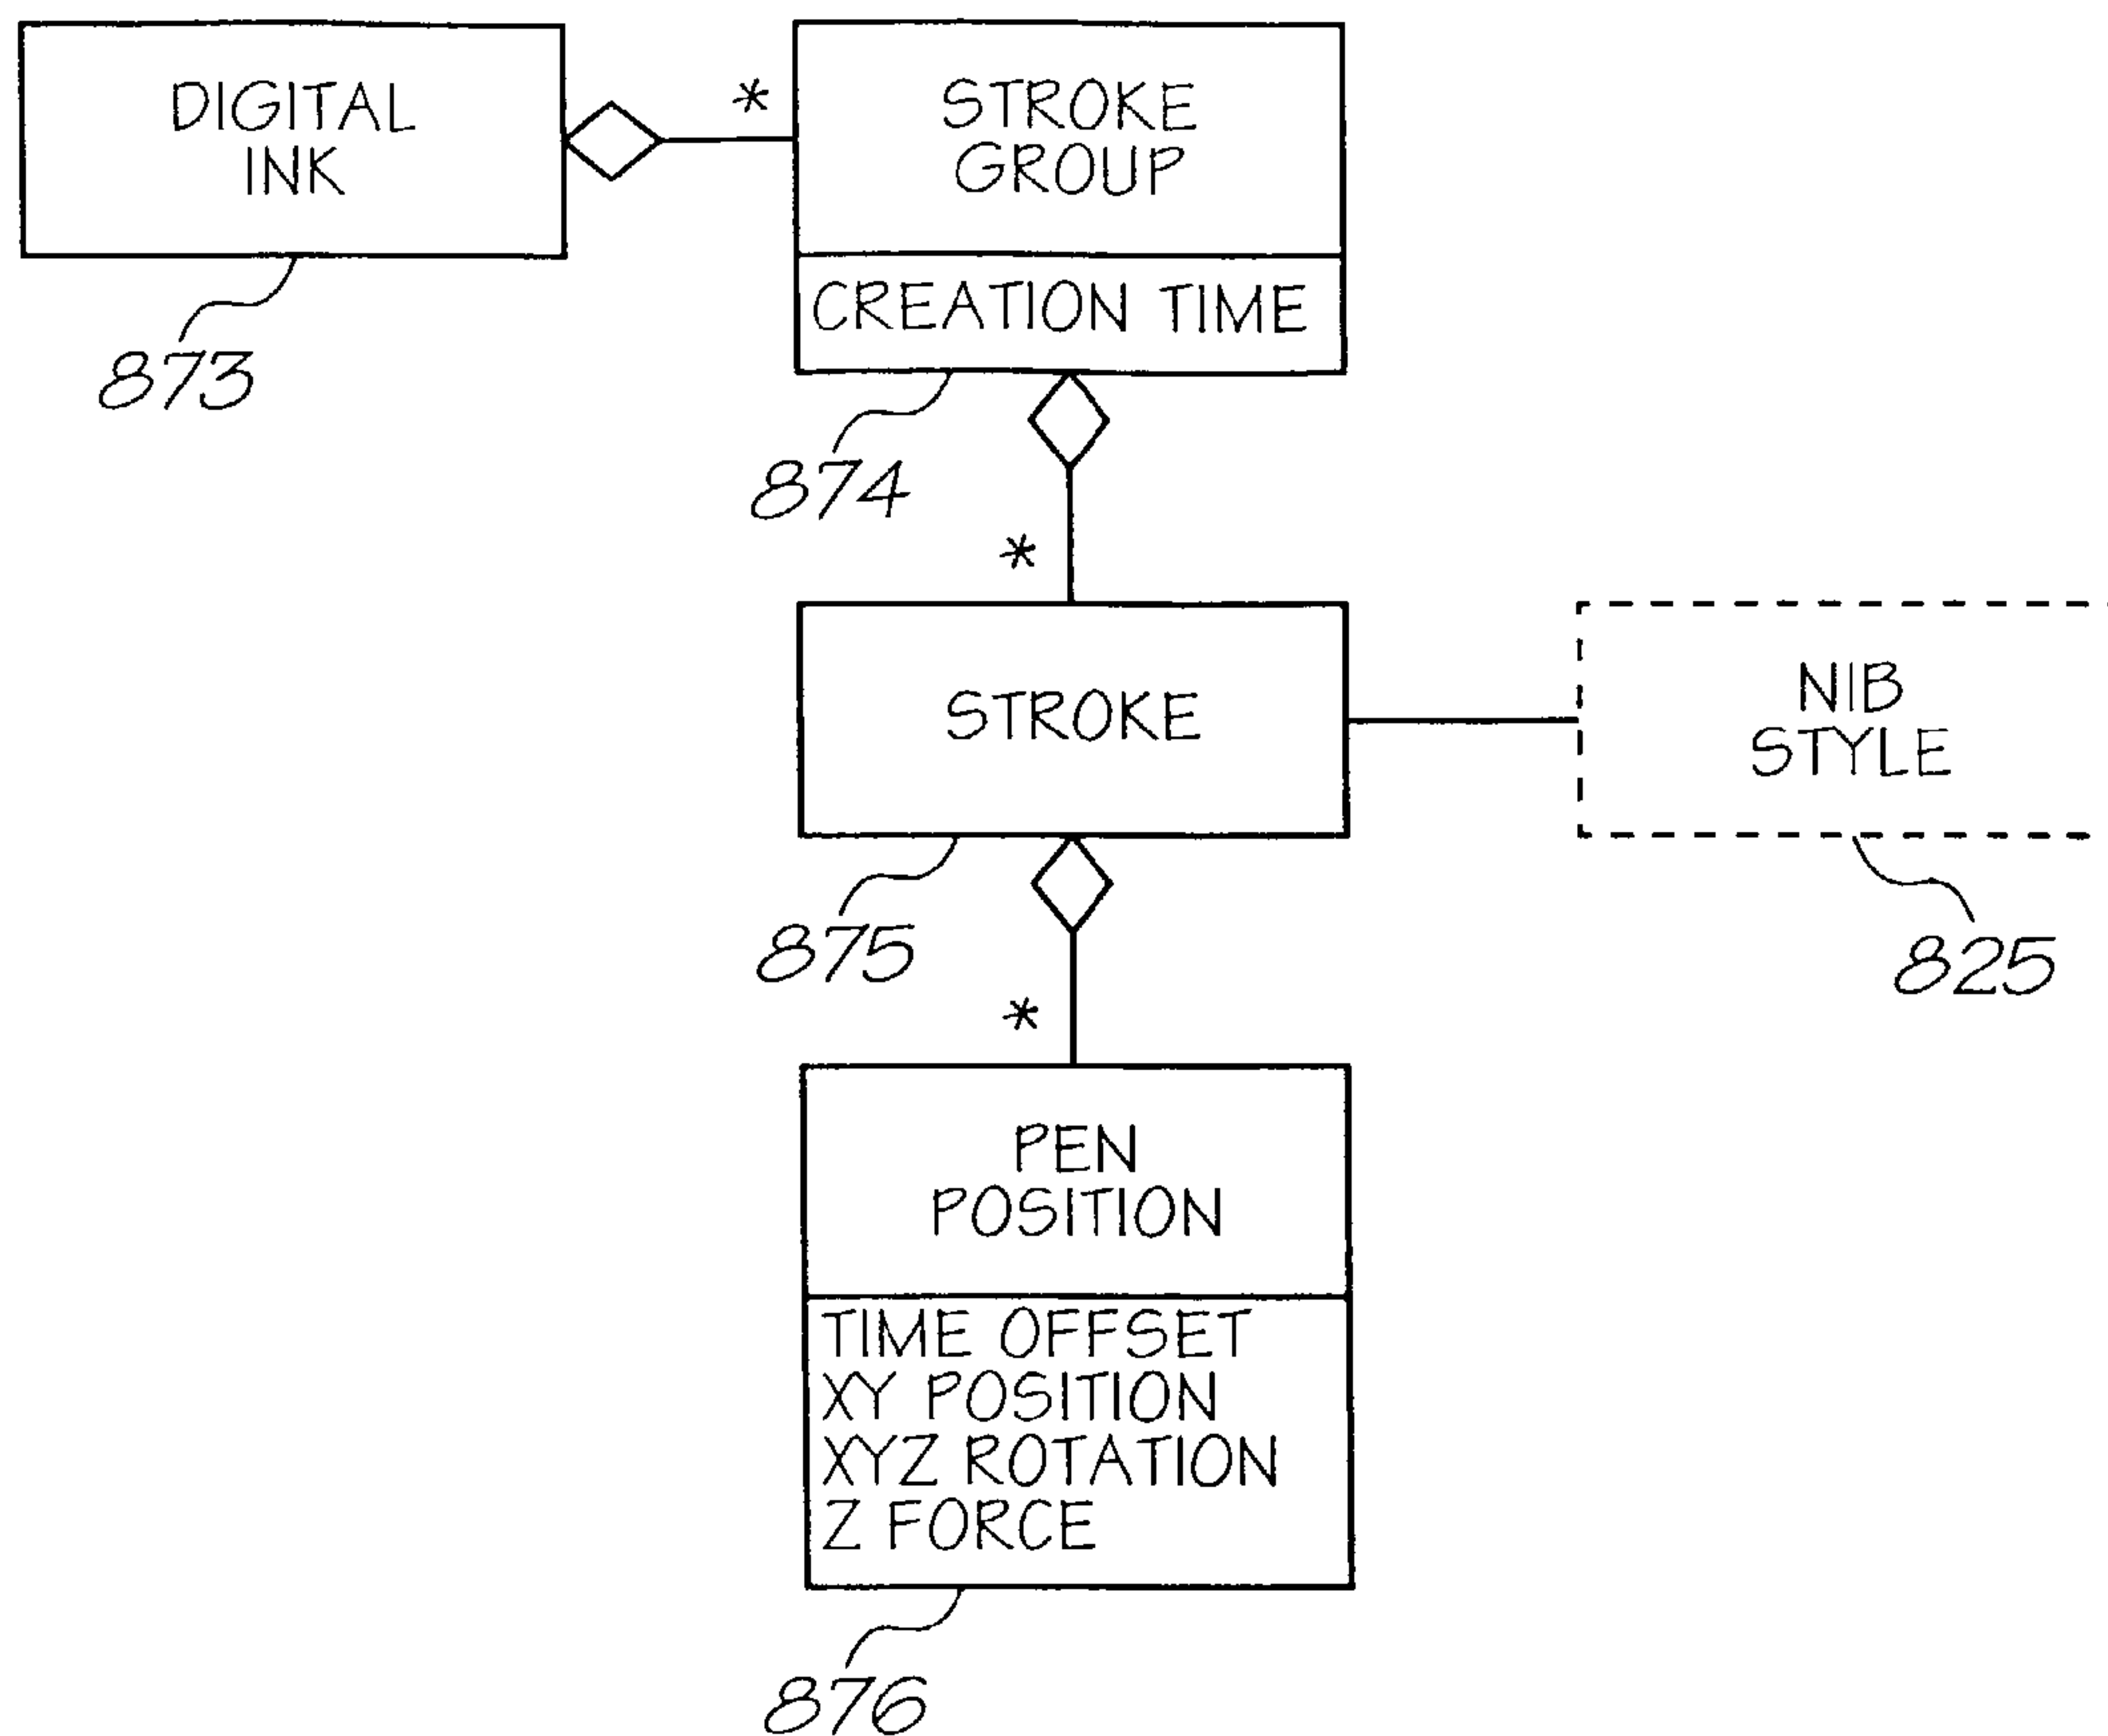 DIGITAL
INK
873
*
STROKE
GROUP
CREATION TIME
874
*
STROKE
875
NIB
STYLE
825
*
PEN
POSITION
TIME OFFSET
XY POSITION
XYZ ROTATION
Z FORCE
876